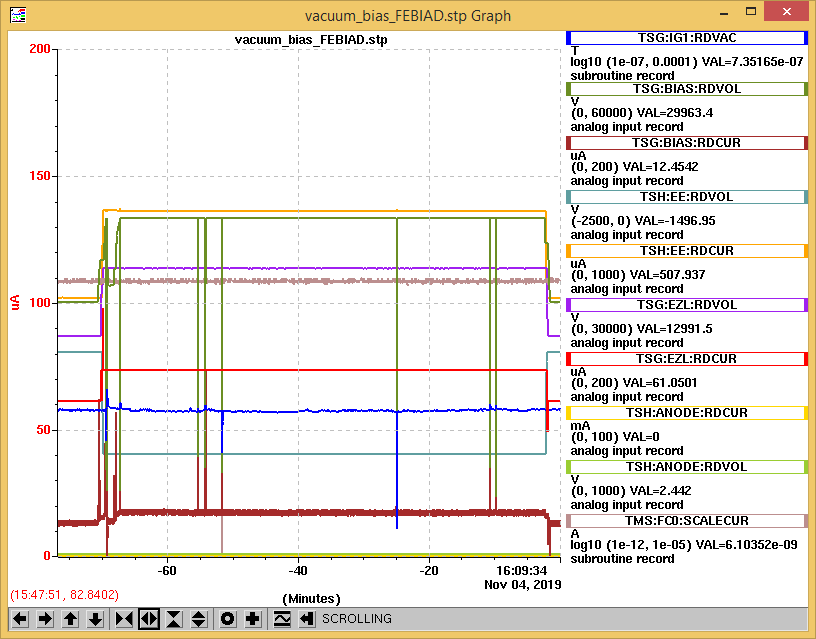 vacuum_bias_FEBIAD.stp Graph
vacuum_bias_FEBIAD.stp
200
150
100
50
0
uA
-60
-40
-20
16:09:34
Nov 04, 2019
(Minutes)
(15:47:51, 82.8402)
TSG:IG1:RDVAC
T
log10 (1e-07, 0.0001) VAL=7.35165e-07
subroutine record
TSG:BIAS:RDVOL
V
(0, 60000) VAL=29963.4
analog input record
TSG:BIAS:RDCUR
uA
(0, 200) VAL=12.4542
analog input record
TSH:EE:RDVOL
V
(-2500, 0) VAL=-1496.95
analog input record
TSH:EE:RDCUR
uA
(0, 1000) VAL=507.937
analog input record
TSG:EZL:RDVOL
V
(0, 30000) VAL=12991.5
analog input record
TSG:EZL:RDCUR
uA
(0, 200) VAL=61.0501
analog input record
TSH:ANODE:RDCUR
mA
(0, 100) VAL=0
analog input record
TSH:ANODE:RDVOL
V
(0, 1000) VAL=2.442
analog input record
TMS:FC0:SCALECUR
A
log10 (1e-12, 1e-05) VAL=6.10352e-09
subroutine record
SCROLLING